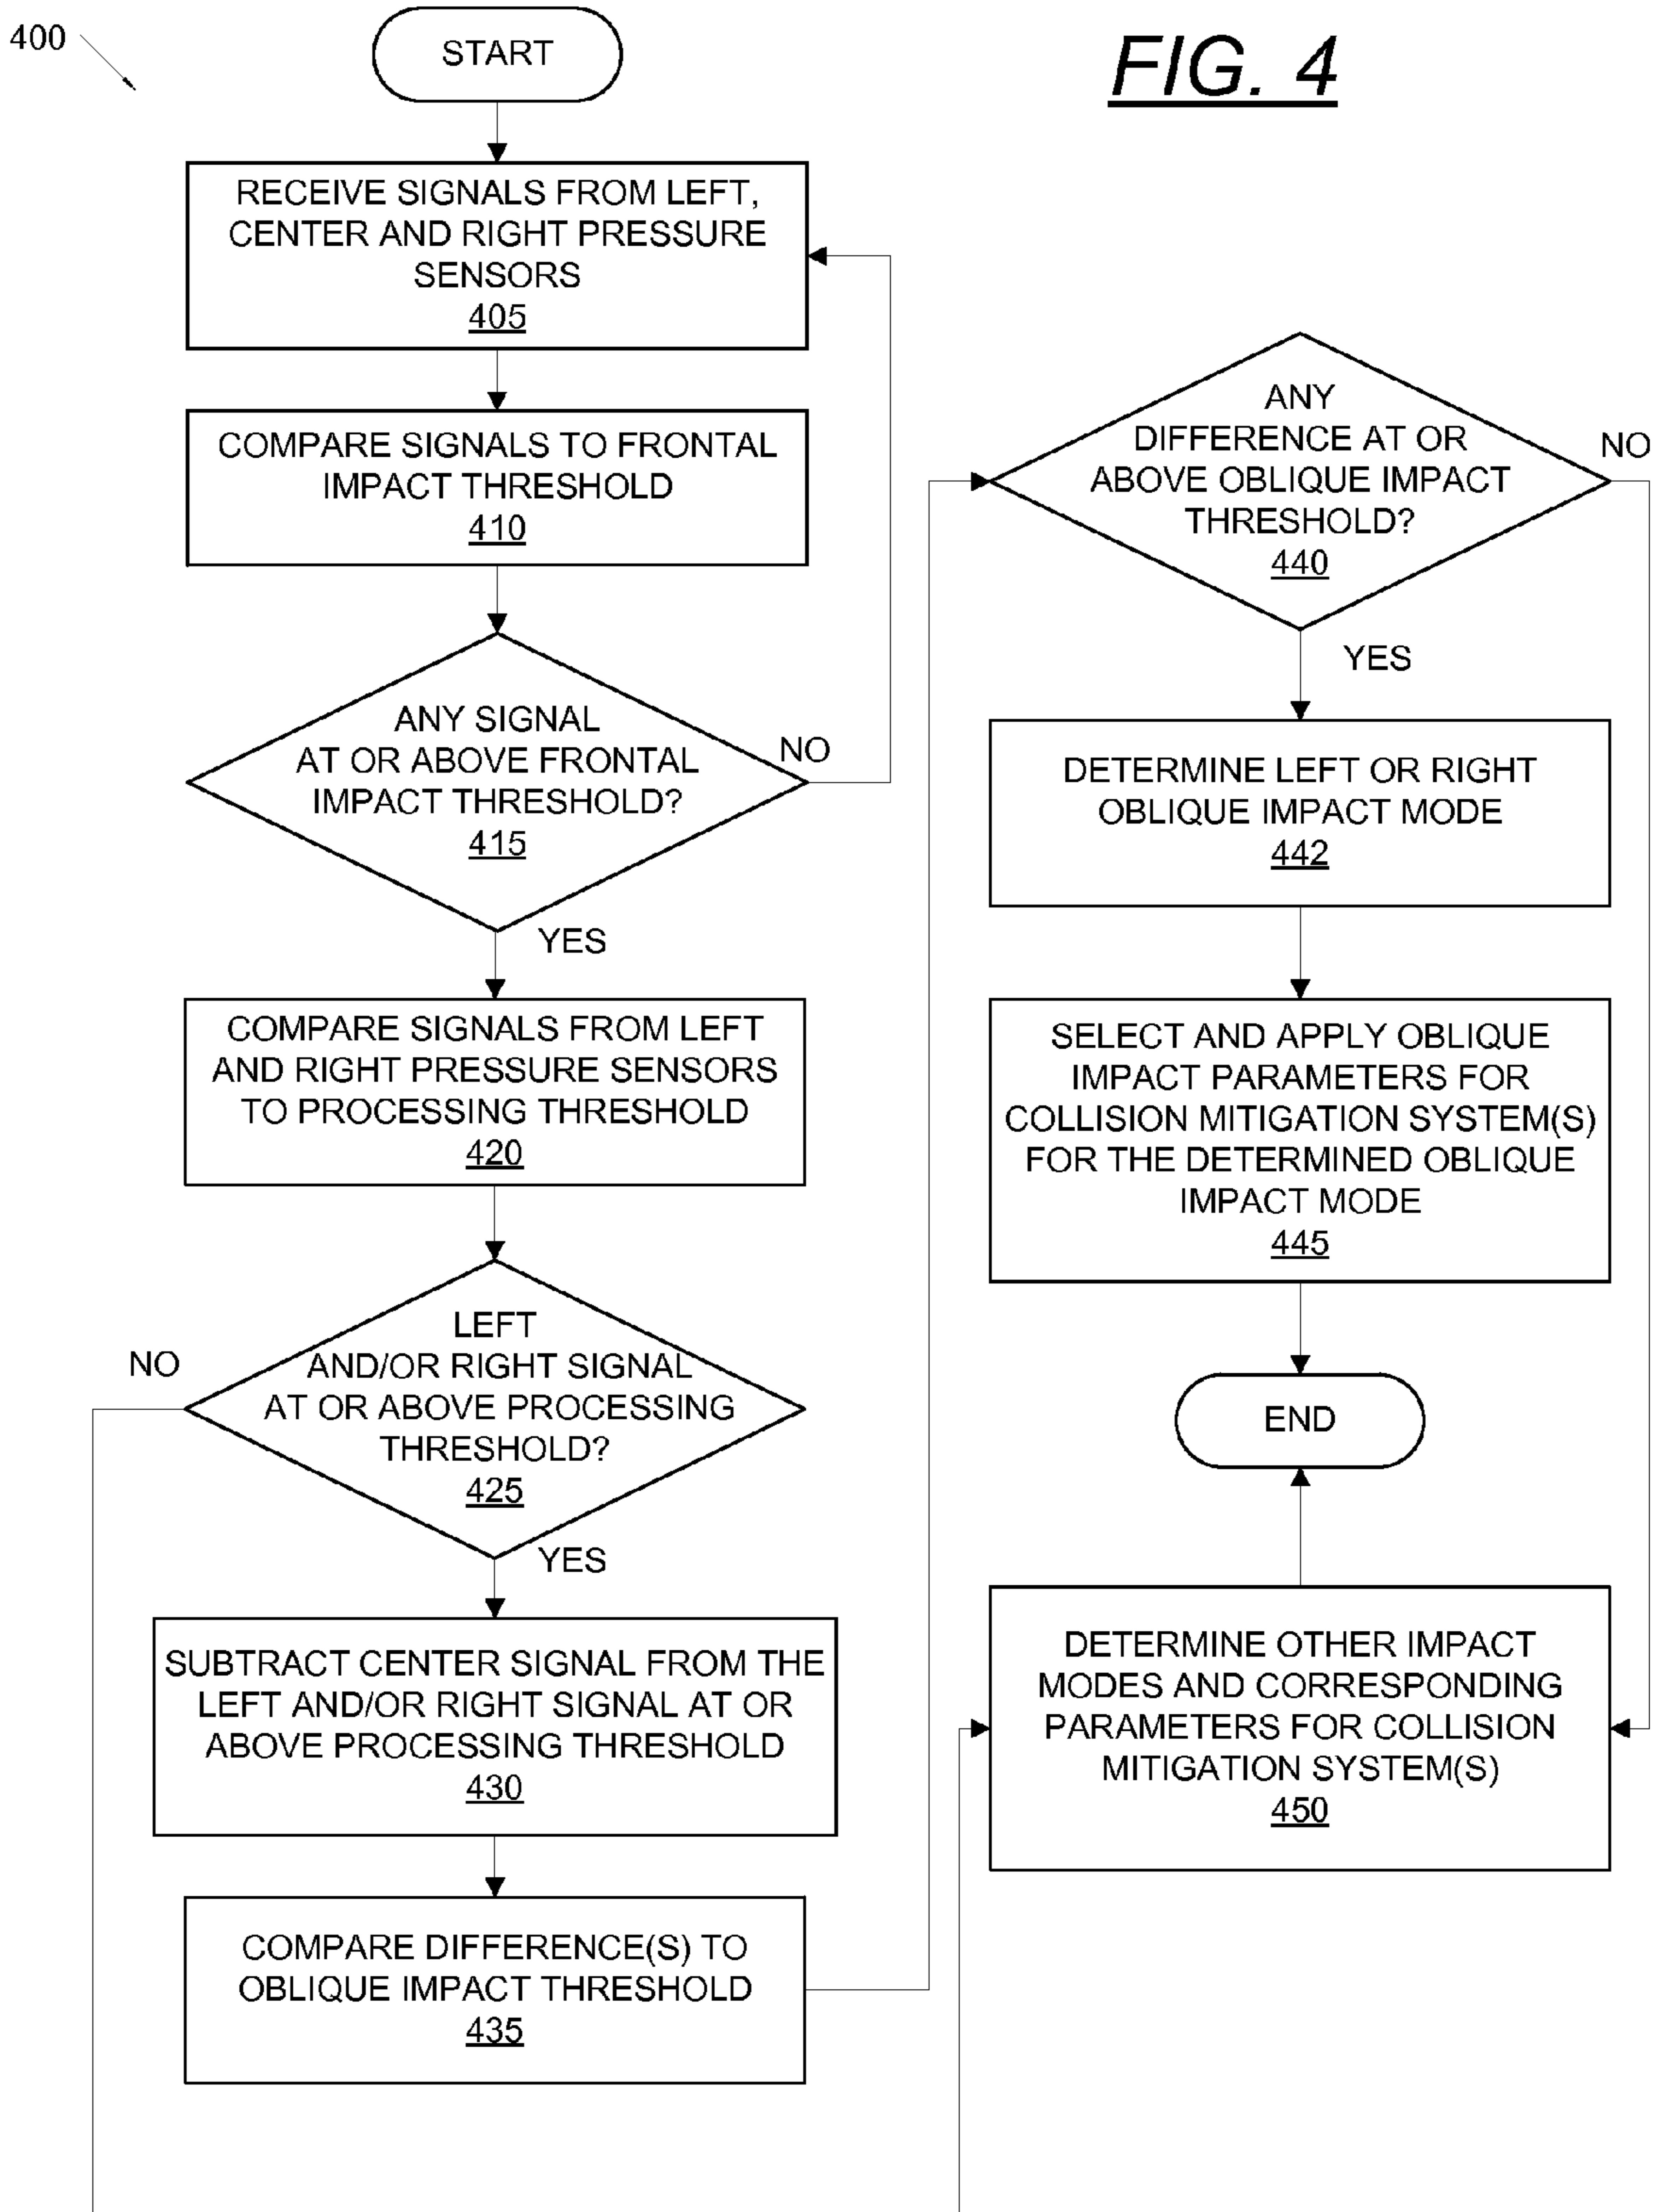 400
START
FIG. 4
RECEIVE SIGNALS FROM LEFT,
CENTER AND RIGHT PRESSURE
SENSORS
405
COMPARE SIGNALS TO FRONTAL
IMPACT THRESHOLD
410
ANY SIGNAL
AT OR ABOVE FRONTAL
IMPACT THRESHOLD?
415
NO
YES
COMPARE SIGNALS FROM LEFT
AND RIGHT PRESSURE SENSORS
TO PROCESSING THRESHOLD
420
LEFT
AND/OR RIGHT SIGNAL
AT OR ABOVE PROCESSING
THRESHOLD?
425
NO
YES
SUBTRACT CENTER SIGNAL FROM THE
LEFT AND/OR RIGHT SIGNAL AT OR
ABOVE PROCESSING THRESHOLD
430
COMPARE DIFFERENCE(S) TO
OBLIQUE IMPACT THRESHOLD
435
ANY
DIFFERENCE AT OR
ABOVE OBLIQUE IMPACT
THRESHOLD?
440
NO
YES
DETERMINE LEFT OR RIGHT
OBLIQUE IMPACT MODE
442
SELECT AND APPLY OBLIQUE
IMPACT PARAMETERS FOR
COLLISION MITIGATION SYSTEM(S)
FOR THE DETERMINED OBLIQUE
IMPACT MODE
445
END
DETERMINE OTHER IMPACT
MODES AND CORRESPONDING
PARAMETERS FOR COLLISION
MITIGATION SYSTEM(S)
450